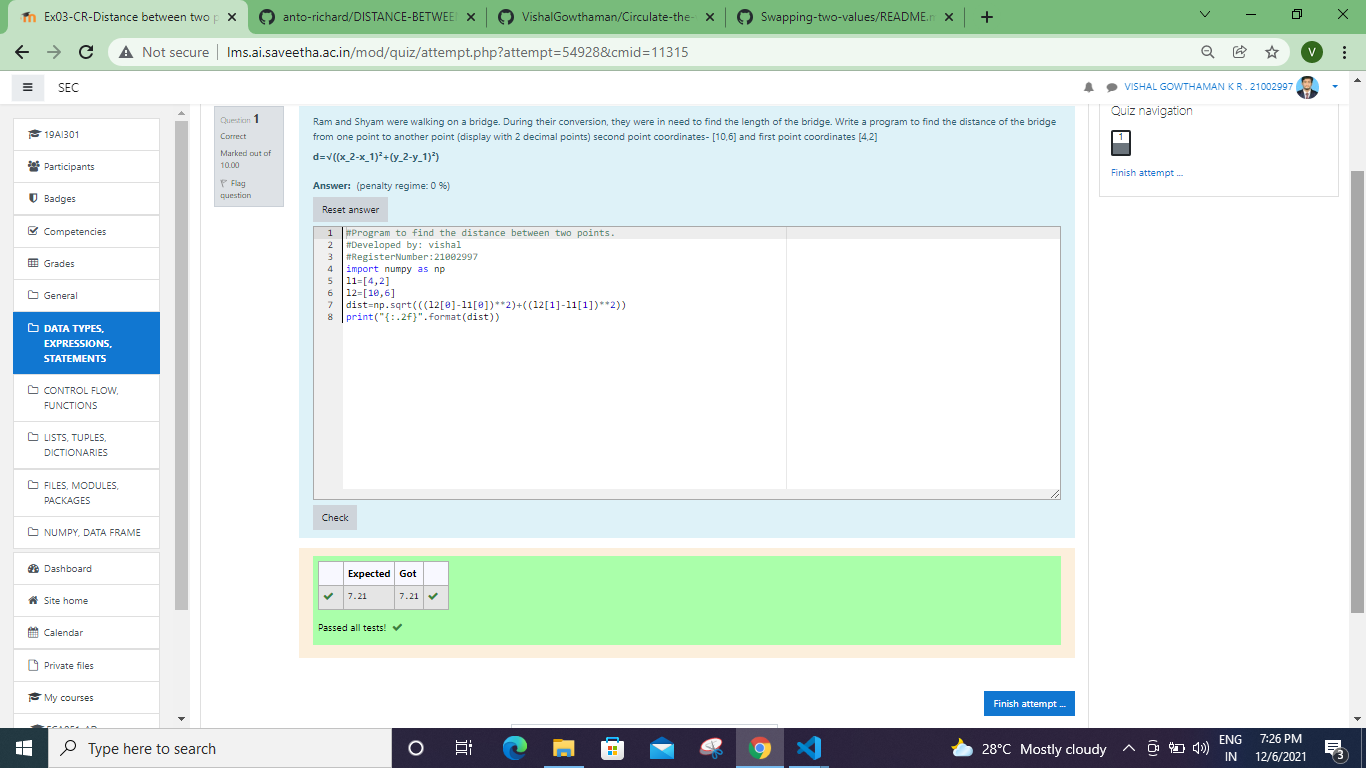 Ex03-CR-Distance between two p
anto-richard/DISTANCE-BETWEE
VishalGowthaman/Circulate-the-
Swapping-two-values/README.
Not secure
lms.ai.saveetha.ac.in/mod/quiz/attempt.php?attempt=54928&cmid=11315
V
SEC
VISHAL GOWTHAMAN K R . 21002997
19AI301
Participants
Badges
Competencies
Grades
General
DATA TYPES,
EXPRESSIONS,
STATEMENTS
CONTROL FLOW,
FUNCTIONS
LISTS, TUPLES,
DICTIONARIES
FILES, MODULES,
PACKAGES
NUMPY, DATA FRAME
Dashboard
Site home
Calendar
Private files
My courses
Question 1
Correct
Marked out of
10.00
Flag
question
Ram and Shyam were walking on a bridge. During their conversion, they were in need to find the length of the bridge. Write a program to find the distance of the bridge
from one point to another point (display with 2 decimal points) second point coordinates- [10,6] and first point coordinates [4,2]
d=√((x_2-x_1)²+(y_2-y_1)²)
Answer: (penalty regime: 0 %)
Reset answer
1 #Program to find the distance between two points.
2 #Developed by: vishal
3 #RegisterNumber:21002997
4 import numpy as np
5 l1=[4,2]
6 l2=[10,6]
7 dist=np.sqrt(((l2[0]-l1[0])**2)+((l2[1]-l1[1])**2))
8 print("{:.2f}".format(dist))
Check
Expected Got
7.21 7.21
Passed all tests!
Finish attempt ...
Quiz navigation
1
Finish attempt ...
Type here to search
28°C Mostly cloudy
ENG
IN
7:26 PM
12/6/2021
3